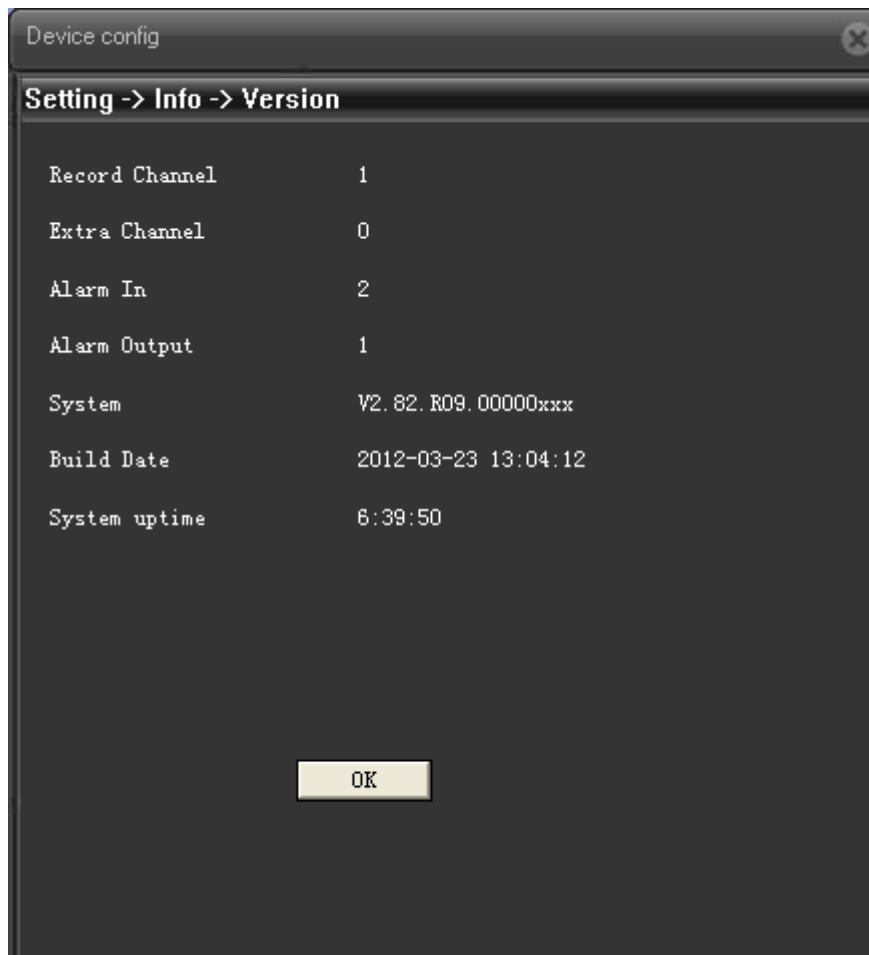 Device config
Setting -> Info -> Version
Record Channel 1
Extra Channel 0
Alarm In 2
Alarm Output 1
System V2.82.R09.00000xxx
Build Date 2012-03-23 13:04:12
System uptime 6:39:50
OK